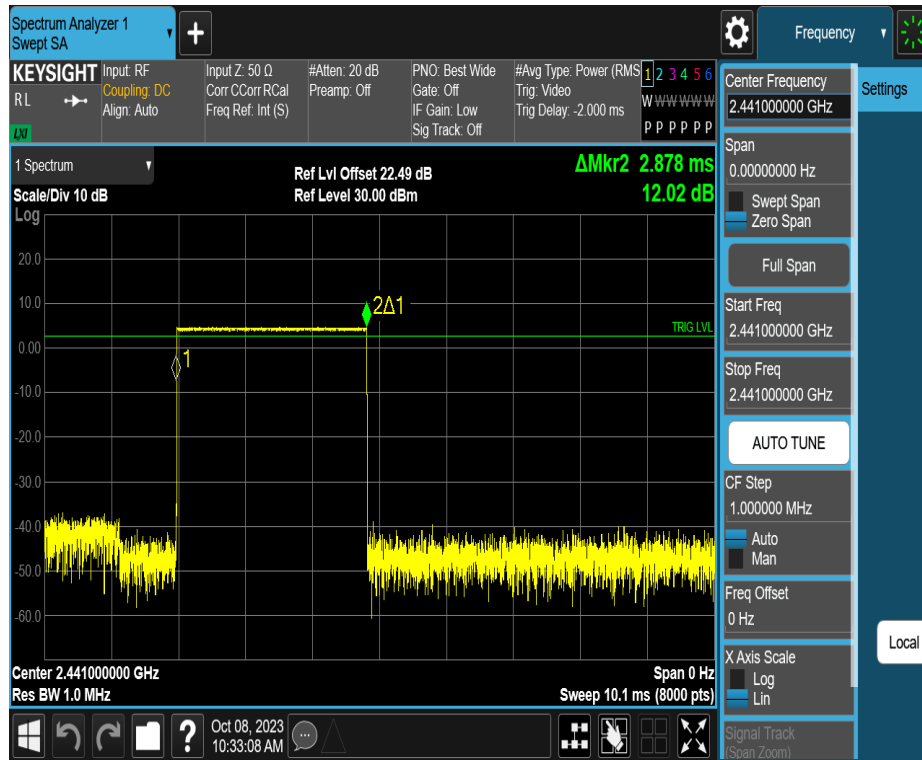 Spectrum Analyzer 1
Swept SA
+
Frequency
KEYSIGHT
RL
LXI
Input: RF
Coupling: DC
Align: Auto
Input Z: 50 Ω
Corr CCorr RCal
Freq Ref: Int (S)
#Atten: 20 dB
Preamp: Off
PNO: Best Wide
Gate: Off
IF Gain: Low
Sig Track: Off
#Avg Type: Power (RMS
Trig: Video
Trig Delay: -2.000 ms
1 2 3 4 5 6
W W W W W W
P P P P P P
1 Spectrum
Scale/Div 10 dB
Log
Ref Lvl Offset 22.49 dB
Ref Level 30.00 dBm
ΔMkr2 2.878 ms
12.02 dB
20.0
10.0
0.00
-10.0
-20.0
-30.0
-40.0
-50.0
-60.0
2Δ1
1
TRIG LVL
Center 2.441000000 GHz
Res BW 1.0 MHz
Span 0 Hz
Sweep 10.1 ms (8000 pts)
?
Oct 08, 2023
10:33:08 AM
Center Frequency
2.441000000 GHz
Span
0.00000000 Hz
Swept Span
Zero Span
Full Span
Start Freq
2.441000000 GHz
Stop Freq
2.441000000 GHz
AUTO TUNE
CF Step
1.000000 MHz
Auto
Man
Freq Offset
0 Hz
X Axis Scale
Log
Lin
Signal Track
(Span Zoom)
Settings
Local